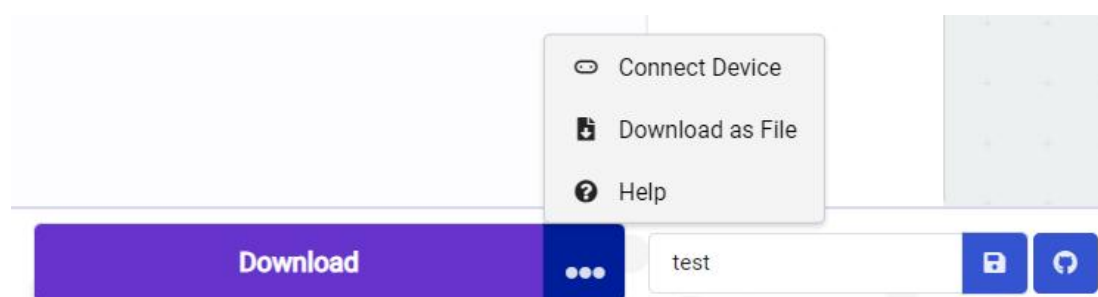 Connect Device
Download as File
Help
Download
test